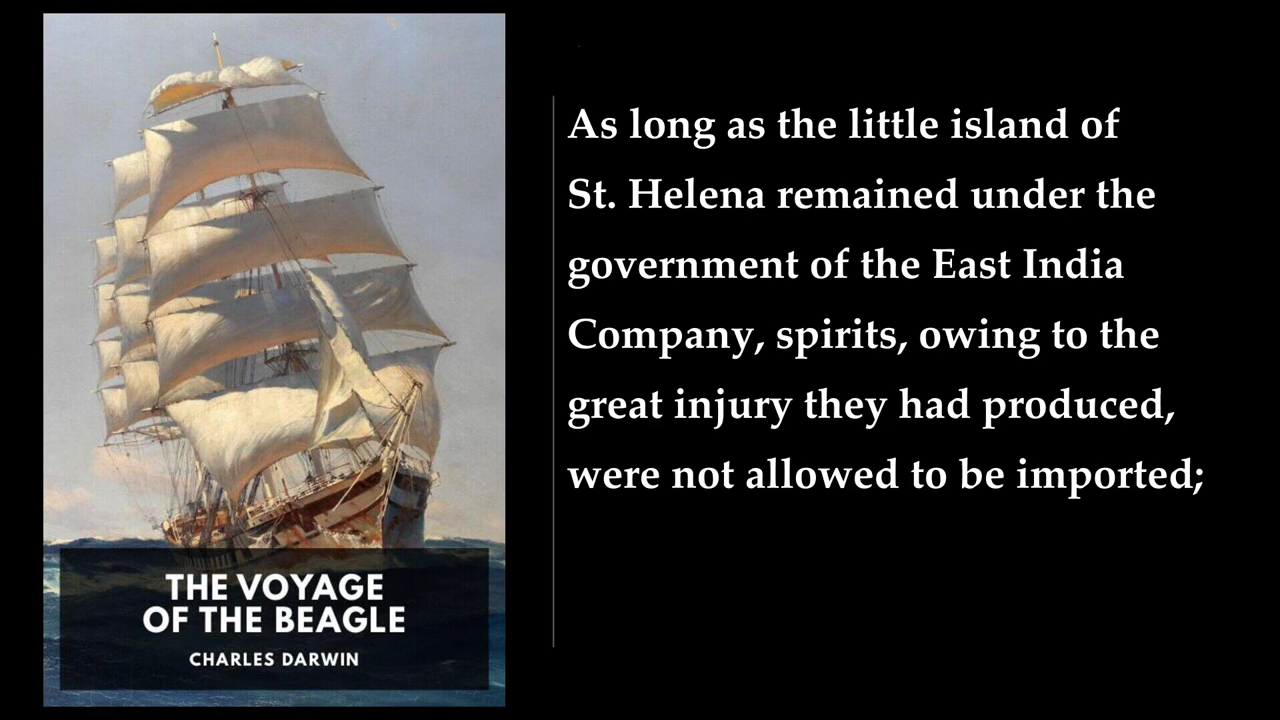 THE VOYAGE
OF THE BEAGLE
CHARLES DARWIN
As long as the little island of
St. Helena remained under the
government of the East India
Company, spirits, owing to the
great injury they had produced,
were not allowed to be imported;